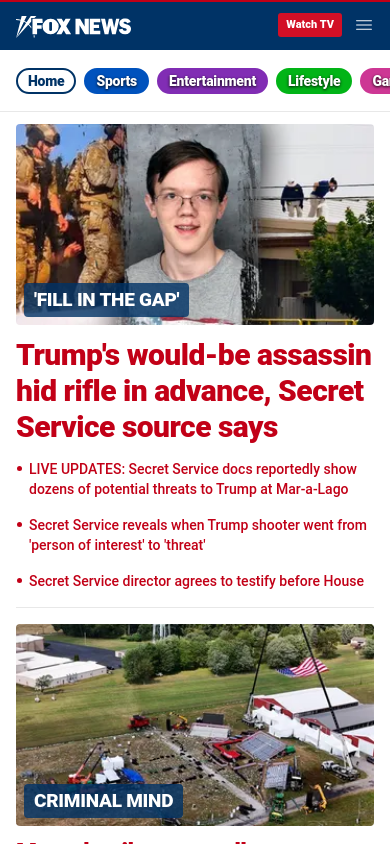 FOX NEWS
Watch TV
Home
Sports
Entertainment
Lifestyle
'FILL IN THE GAP'
Trump's would-be assassin
hid rifle in advance, Secret
Service source says
LIVE UPDATES: Secret Service docs reportedly show
dozens of potential threats to Trump at Mar-a-Lago
Secret Service reveals when Trump shooter went from
'person of interest' to 'threat'
Secret Service director agrees to testify before House
CRIMINAL MIND